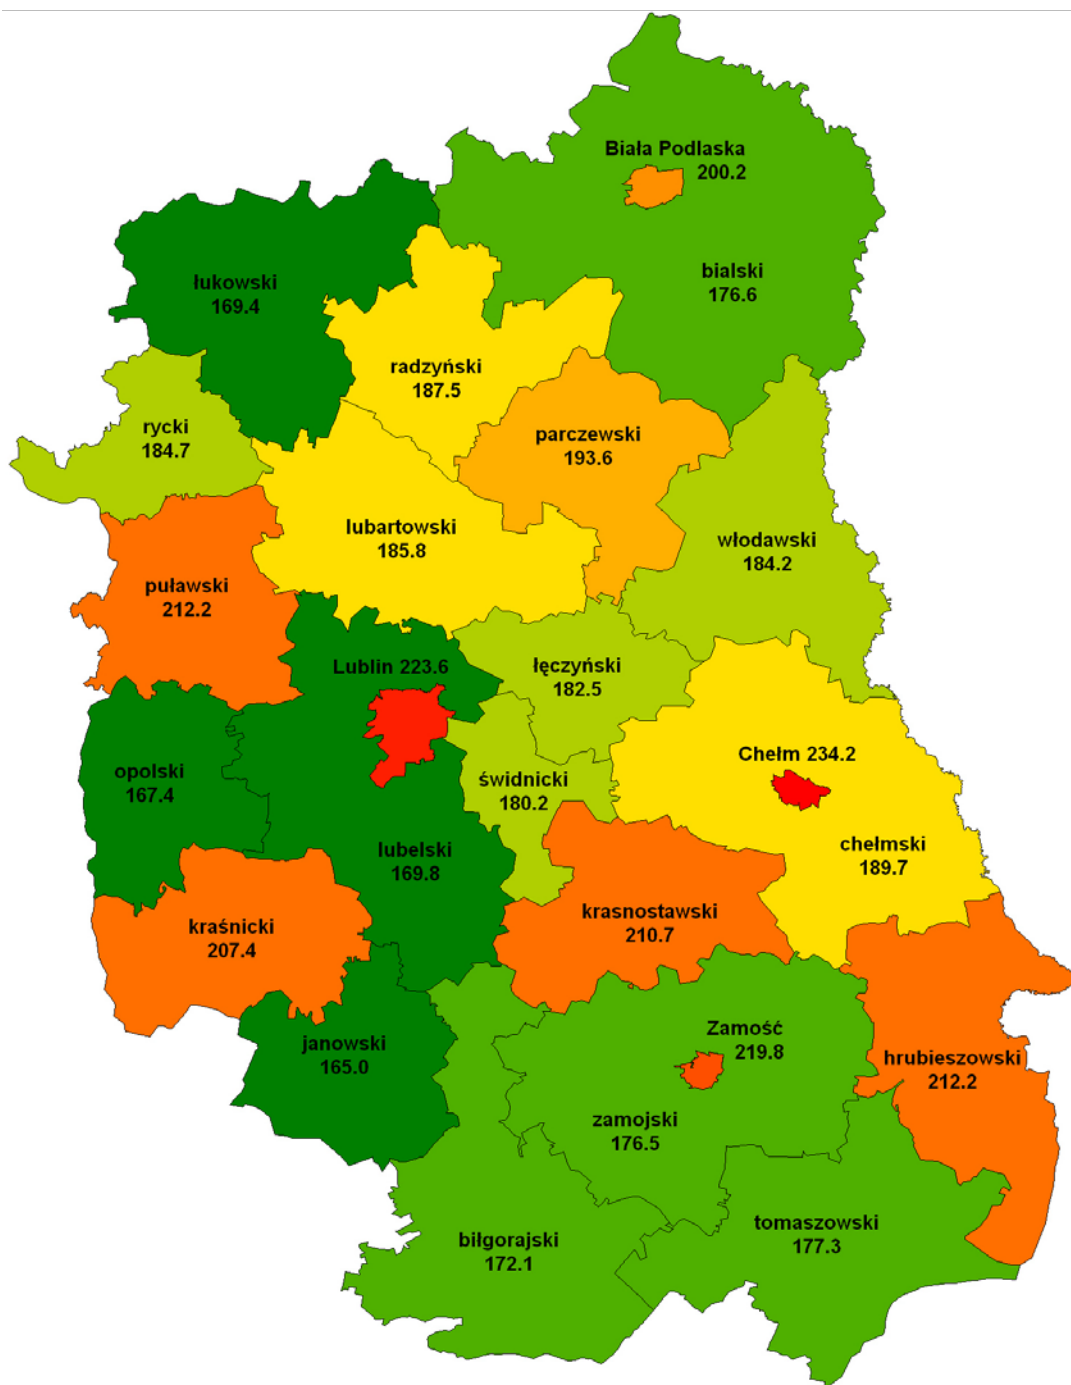 Biała Podlaska
200.2
bialski
176.6
łukowski
169.4
radzyński
187.5
rycki
184.7
parczewski
193.6
lubartowski
185.8
włodawski
184.2
puławski
212.2
Lublin 223.6
łęczyński
182.5
opolski
167.4
świdnicki
180.2
Chełm 234.2
lubelski
169.8
chełmski
189.7
kraśnicki
207.4
krasnostawski
210.7
janowski
165.0
Zamość
219.8
hrubieszowski
212.2
zamojski
176.5
biłgorajski
172.1
tomaszowski
177.3